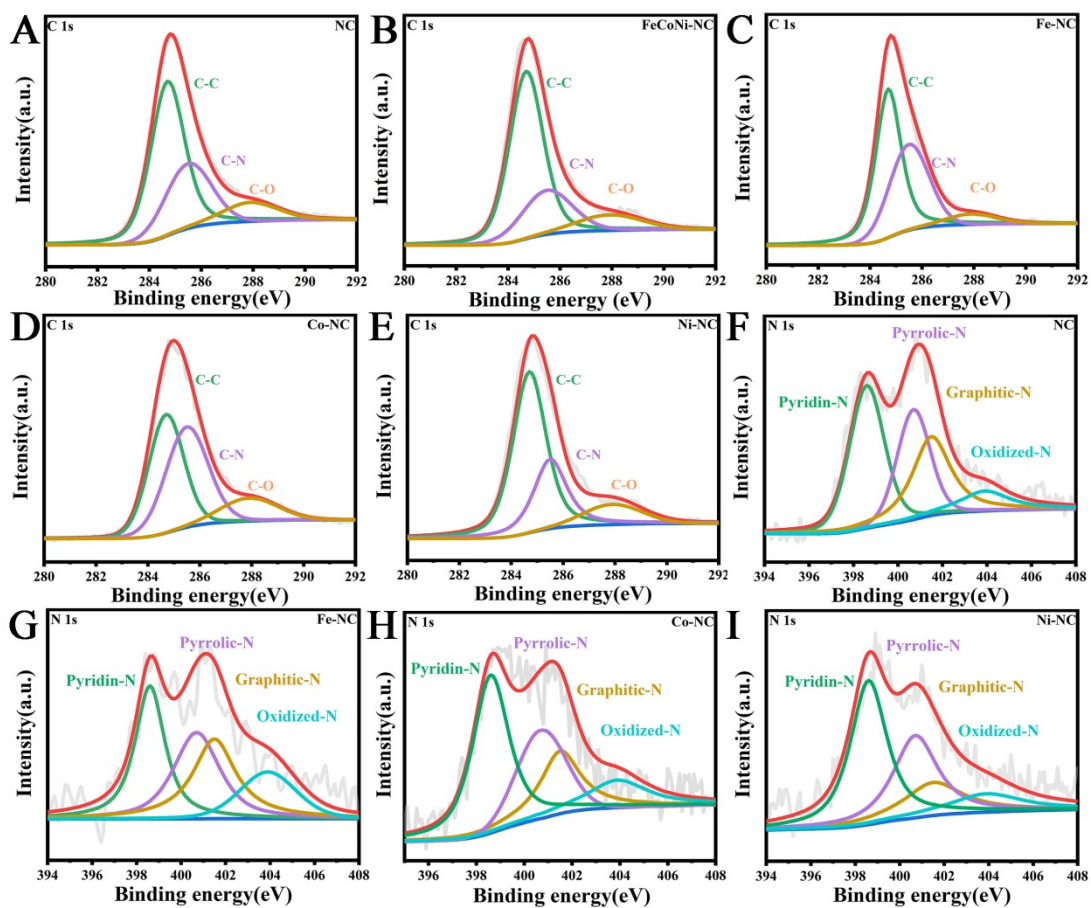 A
C 1s
NC
C-C
C-N
C-O
Intensity (a.u.)
280 282 284 286 288 290 292
Binding energy(eV)
B
C 1s
FeCoNi-NC
C-C
C-N
C-O
Intensity (a.u.)
280 282 284 286 288 290 292
Binding energy (eV)
C
C 1s
Fe-NC
C-C
C-N
C-O
Intensity (a.u.)
280 282 284 286 288 290 292
Binding energy(eV)
D
C 1s
Co-NC
C-C
C-N
C-O
Intensity(a.u.)
280 282 284 286 288 290 292
Binding energy(eV)
E
C 1s
Ni-NC
C-C
C-N
C-O
Intensity(a.u.)
280 282 284 286 288 290 292
Binding energy(eV)
F
N 1s
NC
Pyrrolic-N
Pyridin-N
Graphitic-N
Oxidized-N
Intensity(a.u.)
394 396 398 400 402 404 406 408
Binding energy(eV)
G
N 1s
Fe-NC
Pyrrolic-N
Pyridin-N
Graphitic-N
Oxidized-N
Intensity(a.u.)
394 396 398 400 402 404 406 408
Binding energy(eV)
H
N 1s
Co-NC
Pyrrolic-N
Pyridin-N
Graphitic-N
Oxidized-N
Intensity(a.u.)
396 398 400 402 404 406 408
Binding energy(eV)
I
N 1s
Ni-NC
Pyrrolic-N
Pyridin-N
Graphitic-N
Oxidized-N
Intensity(a.u.)
394 396 398 400 402 404 406 408
Binding energy(eV)